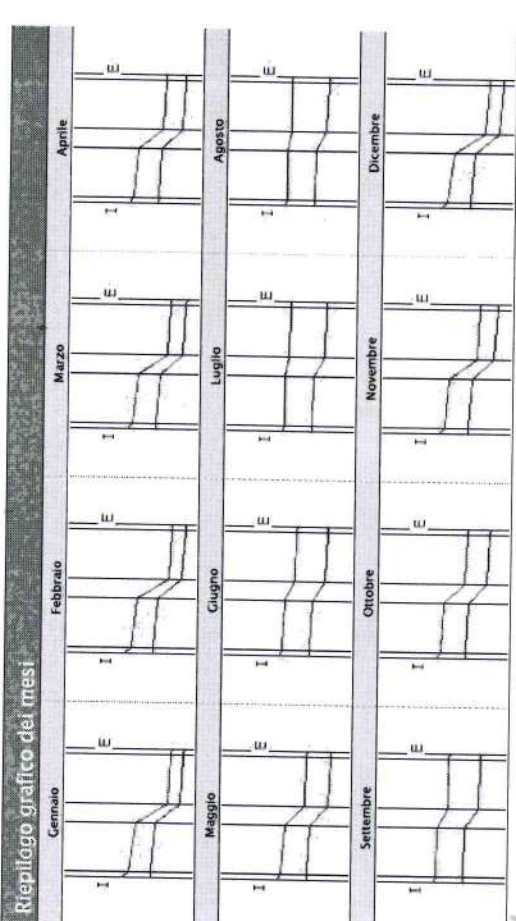 Riepilogo grafico dei mesi
Gennaio Febbraio Marzo Aprile
I E I E I E I E
Maggio Giugno Luglio Agosto
I E I E I E I E
Settembre Ottobre Novembre Dicembre
I E I E I E I E